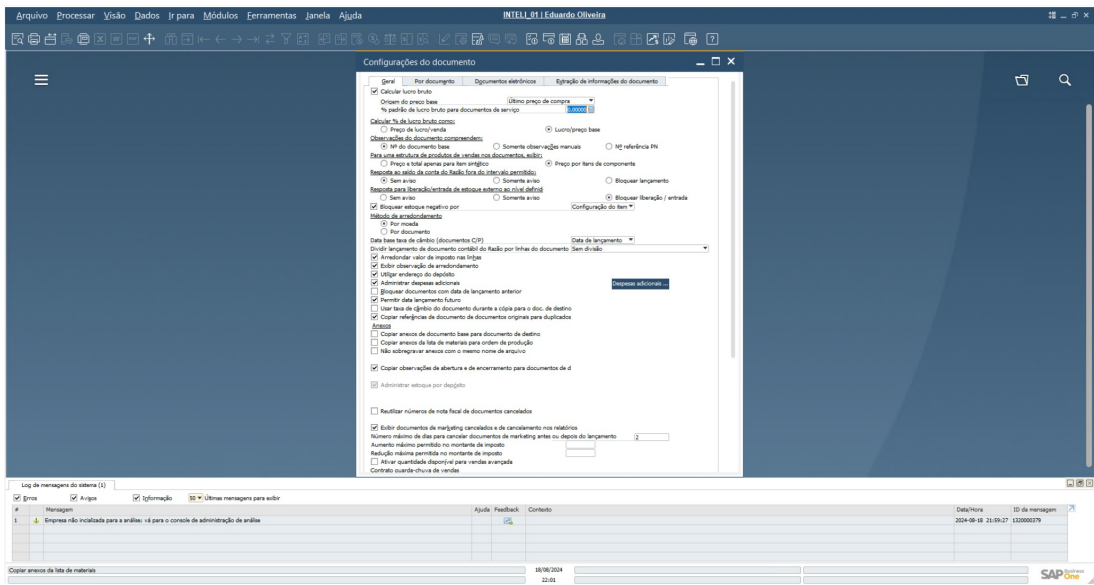 Arquivo Processar Visão Dados Ir para Módulos Ferramentas Janela Ajuda INTELI_01 | Eduardo Oliveira
Configurações do documento
Geral Por documento Documentos eletrônicos Extração de informações do documento
Calcular lucro bruto
Origem do preço base Último preço de compra
% padrão de lucro bruto para documentos de serviço 0,00000
Calcular % de lucro bruto como:
Preço de lucro/venda Lucro/preço base
Observações do documento compreendem:
Nº do documento base Somente observações manuais Nº referência PN
Para uma estrutura de produtos de vendas nos documentos, exibir:
Preço e total apenas para item sintético Preço por itens de componente
Resposta ao saldo da conta do Razão fora do intervalo permitido:
Sem aviso Somente aviso Bloquear lançamento
Resposta para liberação/entrada de estoque externo ao nível definid
Sem aviso Somente aviso Bloquear liberação / entrada
Bloquear estoque negativo por Configuração do item
Método de arredondamento
Por moeda
Por documento
Data base taxa de câmbio (documentos C/P) Data de lançamento
Dividir lançamento de documento contábil do Razão por linhas do documento Sem divisão
Arredondar valor de imposto nas linhas
Exibir observação de arredondamento
Utilizar endereço do depósito
Administrar despesas adicionais Despesas adicionais ...
Bloquear documentos com data de lançamento anterior
Permitir data lançamento futuro
Usar taxa de câmbio do documento durante a cópia para o doc. de destino
Copiar referências de documento de documentos originais para duplicados
Anexos
Copiar anexos de documento base para documento de destino
Copiar anexos da lista de materiais para ordem de produção
Não sobregravar anexos com o mesmo nome de arquivo
Copiar observações de abertura e de encerramento para documentos de d
Administrar estoque por depósito
Reutilizar números de nota fiscal de documentos cancelados
Exibir documentos de marketing cancelados e de cancelamento nos relatórios
Número máximo de dias para cancelar documentos de marketing antes ou depois do lançamento 2
Aumento máximo permitido no montante de imposto
Redução máxima permitida no montante de imposto
Ativar quantidade disponível para vendas avançada
Contrato guarda-chuva de vendas
Log de mensagens do sistema (1)
Erros Avisos Informação 50 Últimas mensagens para exibir
# Mensagem Ajuda Feedback Contexto Data/Hora ID da mensagem
1 Empresa não incializada para a análise; vá para o console de administração de análise 2024-08-18 21:59:27 1320000379
Copiar anexos da lista de materiais 18/08/2024
22:01
SAP Business One